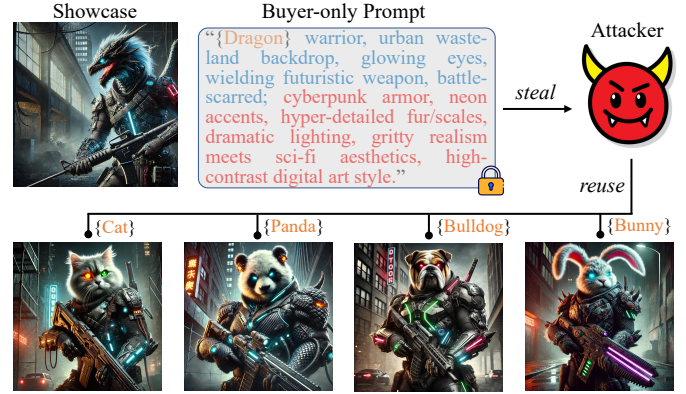 Showcase
Buyer-only Prompt
Attacker
“{Dragon} warrior, urban waste-
land backdrop, glowing eyes,
wielding futuristic weapon, battle-
scarred; cyberpunk armor, neon
accents, hyper-detailed fur/scales,
dramatic lighting, gritty realism
meets sci-fi aesthetics, high-
contrast digital art style.”
steal
reuse
{Cat}
{Panda}
{Bulldog}
{Bunny}